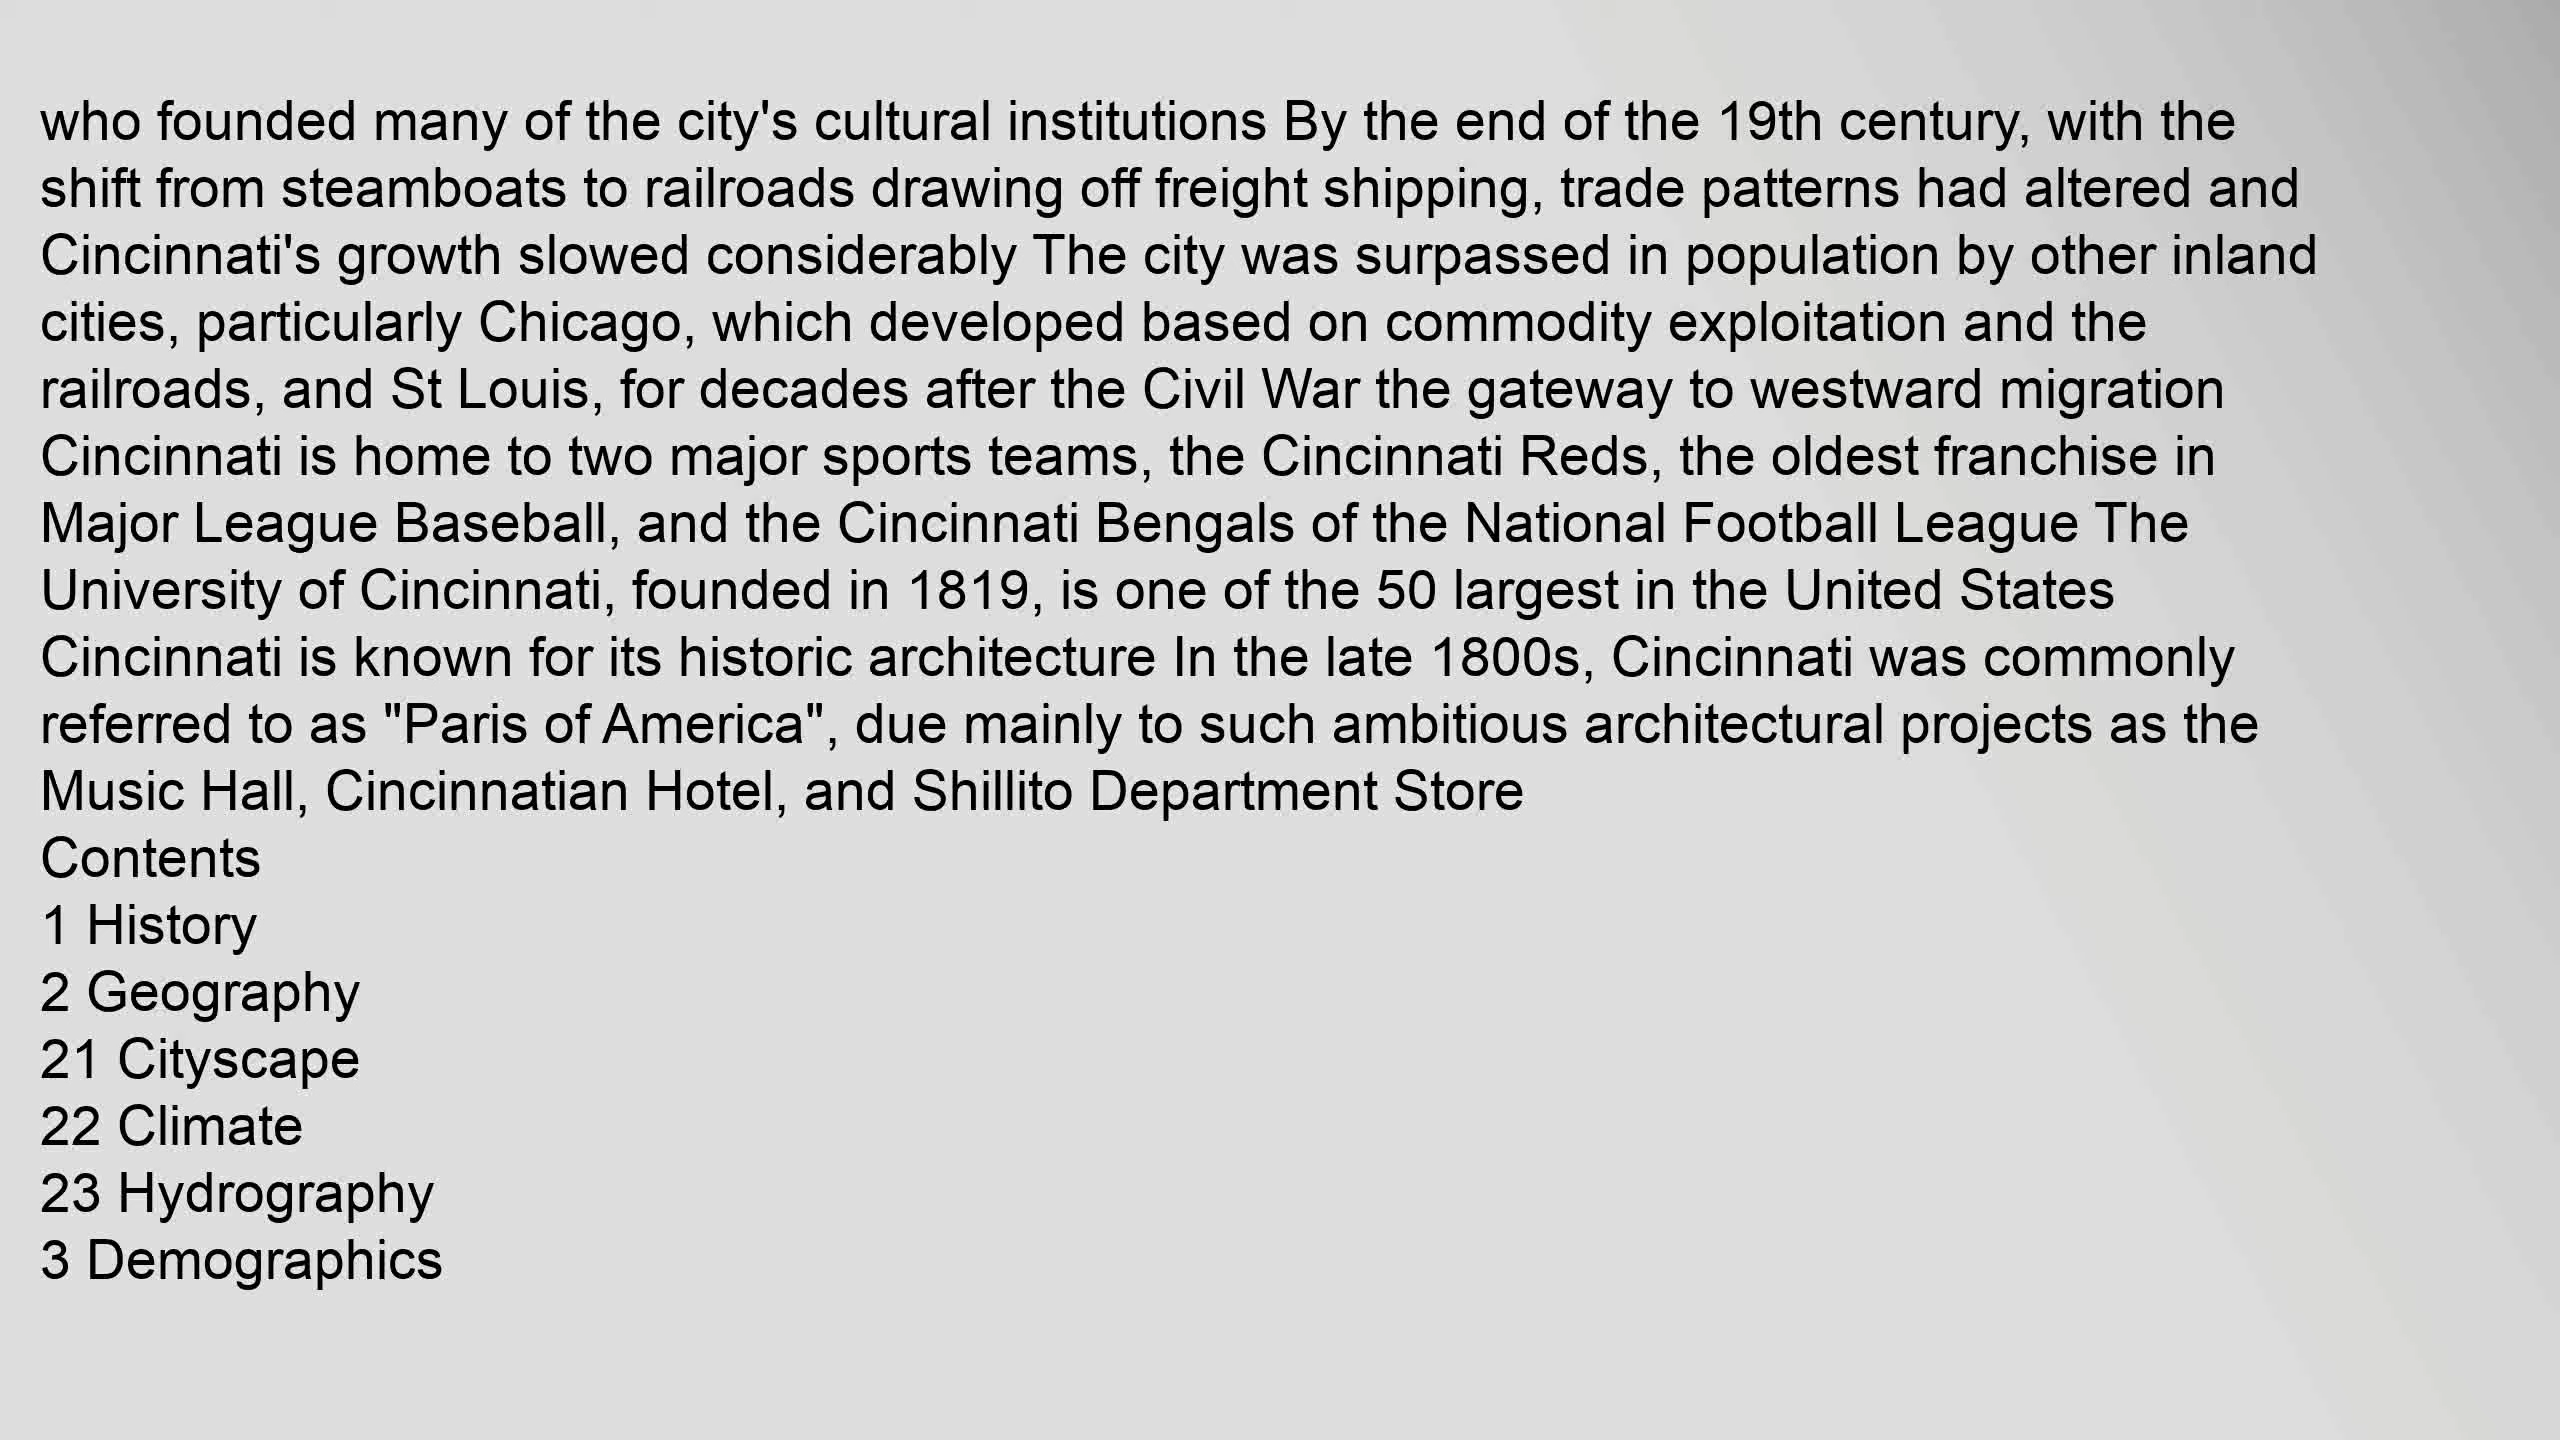 who founded many of the city's cultural institutions By the end of the 19th century, with the
shift from steamboats to railroads drawing off freight shipping, trade patterns had altered and
Cincinnati's growth slowed considerably The city was surpassed in population by other inland
cities, particularly Chicago, which developed based on commodity exploitation and the
railroads, and St Louis, for decades after the Civil War the gateway to westward migration
Cincinnati is home to two major sports teams, the Cincinnati Reds, the oldest franchise in
Major League Baseball, and the Cincinnati Bengals of the National Football League The
University of Cincinnati, founded in 1819, is one of the 50 largest in the United States
Cincinnati is known for its historic architecture In the late 1800s, Cincinnati was commonly
referred to as "Paris of America", due mainly to such ambitious architectural projects as the
Music Hall, Cincinnatian Hotel, and Shillito Department Store
Contents
1 History
2 Geography
21 Cityscape
22 Climate
23 Hydrography
3 Demographics